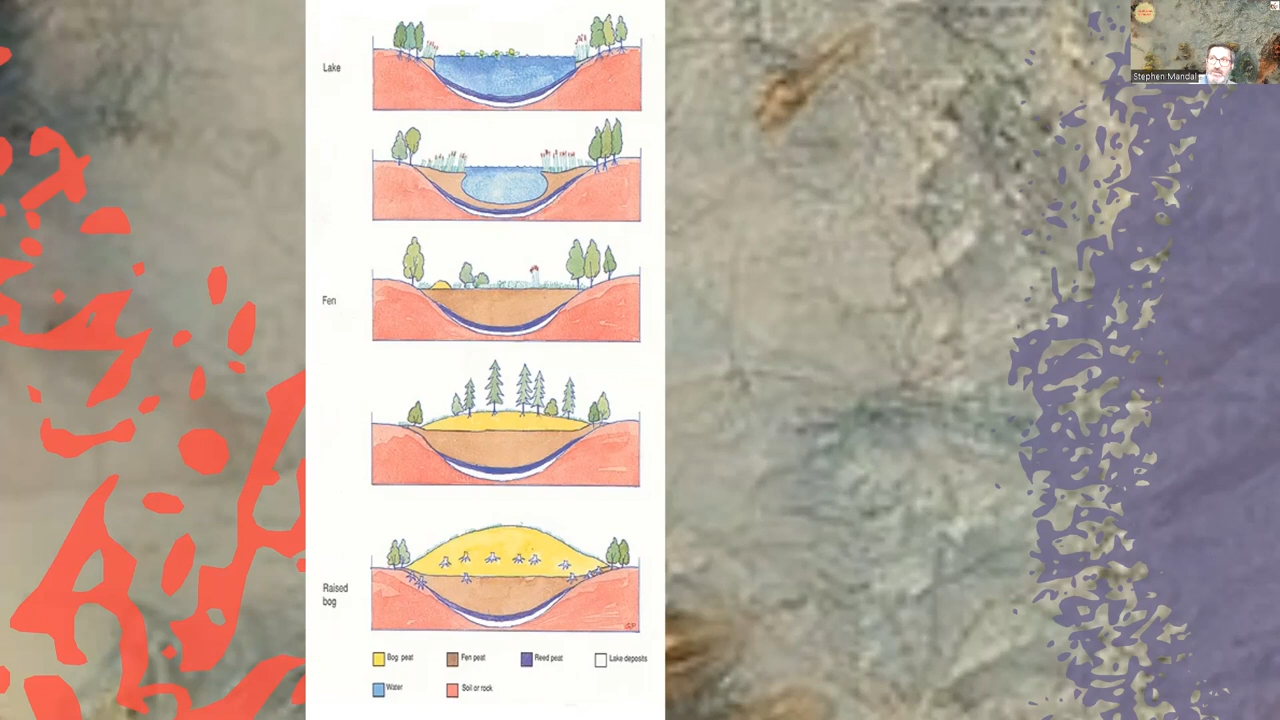 Stephen Mandal
Lake
Fen
Raised
bog
Bog peat
Fen peat
Reed peat
Lake deposits
Water
Soil or rock